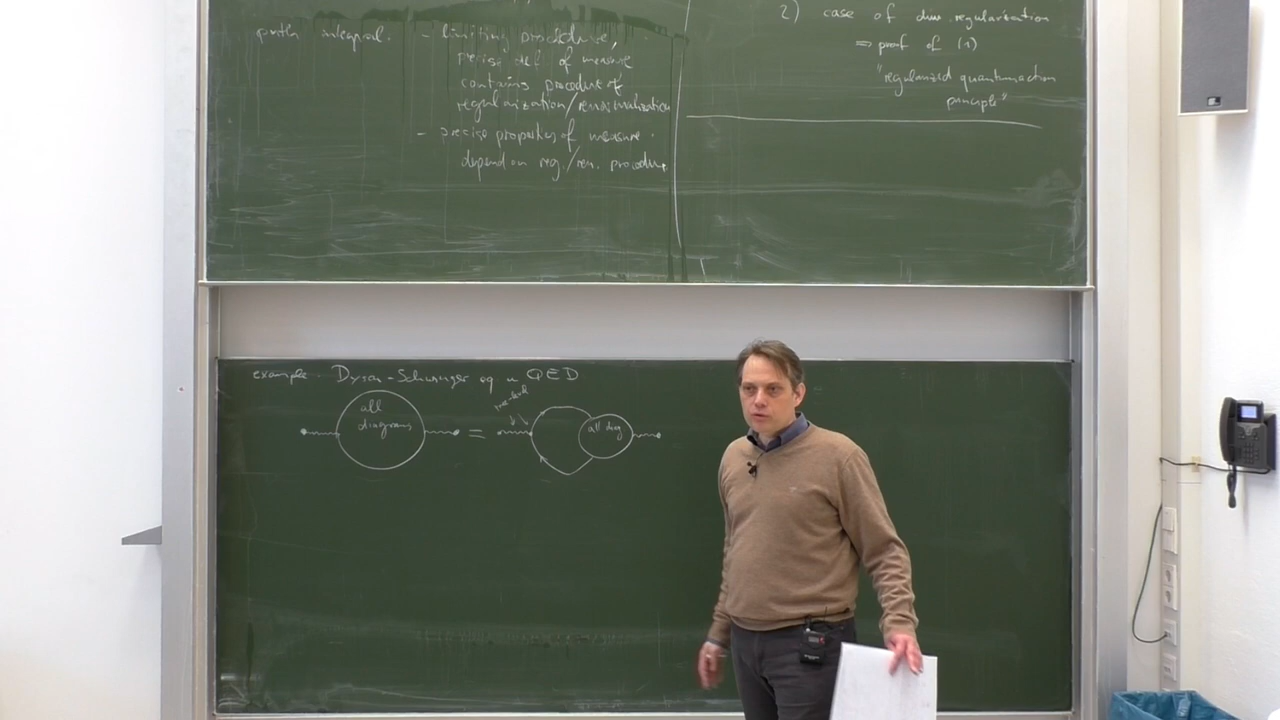 path integral: - limiting procedure,
precise def of measure
contains procedure of
regularization/renormalization
- precise properties of measure
depend on reg./ren. procedure
2) case of dim. regularization
⇒ proof of (1)
"regularized quantum action
principle"
example: Dyson-Schwinger eq in QED
tree-level
all
diagrams
=
all diag